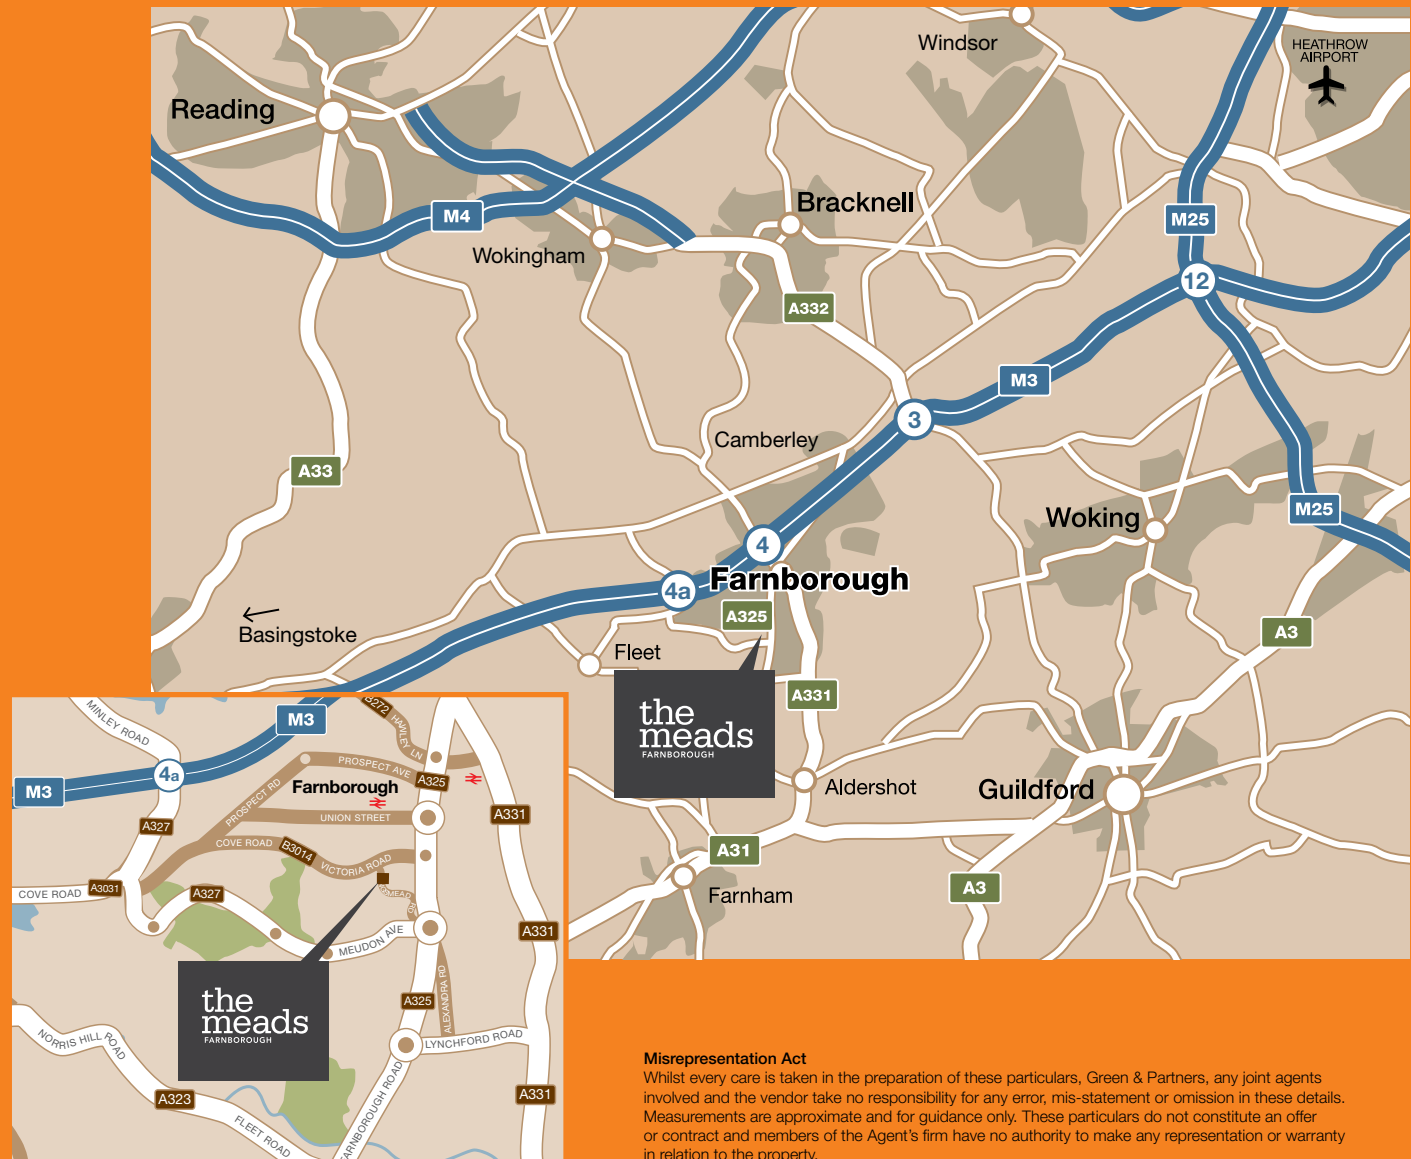 Windsor
HEATHROW
AIRPORT
Reading
Bracknell
M4
M25
Wokingham
12
A332
M3
3
Camberley
A33
Woking
M25
4
Farnborough
4a
A325
A3
Basingstoke
Fleet
A331
the
meads
FARNBOROUGH
Aldershot
Guildford
A31
A3
Farnham
MINLEY ROAD
M3
B272
HAWLEY LN
4a
PROSPECT AVE
A325
M3
Farnborough
PROSPECT RD
UNION STREET
A331
A327
COVE ROAD
B3014
VICTORIA ROAD
COVE ROAD
A3031
A327
MEUDON AVE
A331
ALEXANDRA RD
the
meads
FARNBOROUGH
A325
LYNCHFORD ROAD
NORRIS HILL ROAD
A323
A331
FLEET ROAD
FARNBOROUGH ROAD
Misrepresentation Act
Whilst every care is taken in the preparation of these particulars, Green & Partners, any joint agents
involved and the vendor take no responsibility for any error, mis-statement or omission in these details.
Measurements are approximate and for guidance only. These particulars do not constitute an offer
or contract and members of the Agent's firm have no authority to make any representation or warranty
in relation to the property.